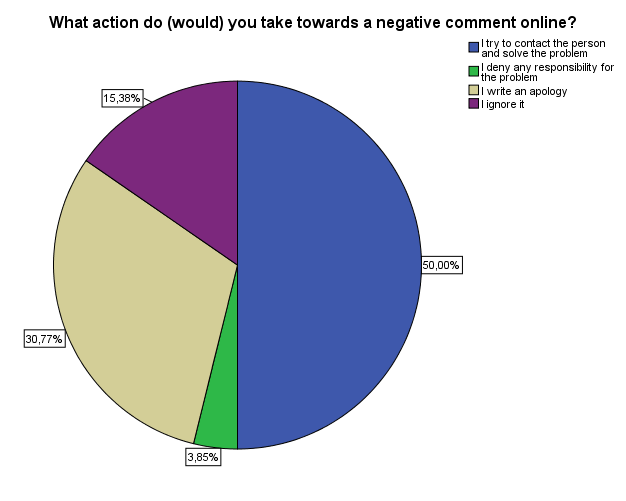 What action do (would) you take towards a negative comment online?
I try to contact the person
and solve the problem
I deny any responsibility for
the problem
I write an apology
I ignore it
15,38%
50,00%
30,77%
3,85%